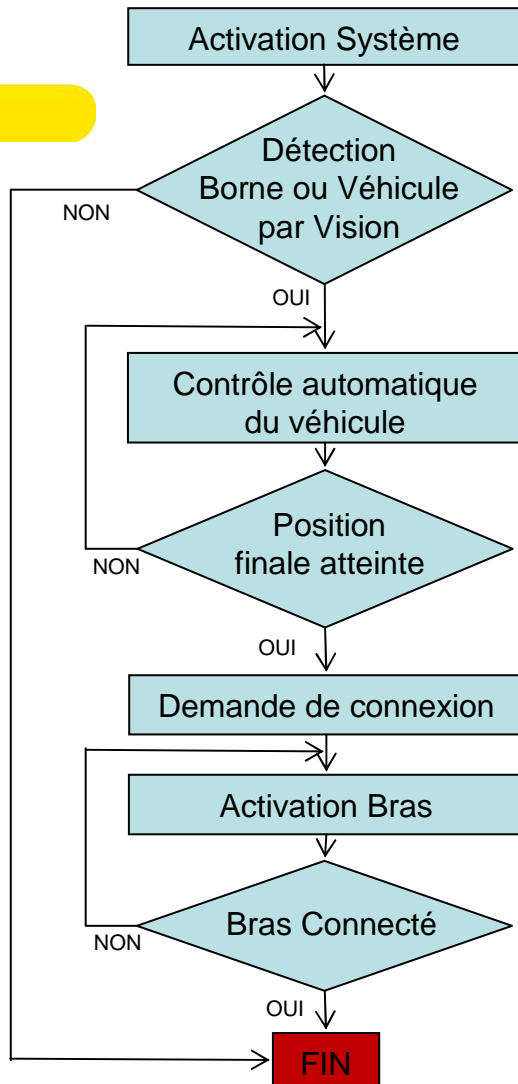 Activation Système
Détection
Borne ou Véhicule
par Vision
NON
OUI
Contrôle automatique
du véhicule
Position
finale atteinte
NON
OUI
Demande de connexion
Activation Bras
Bras Connecté
NON
OUI
FIN